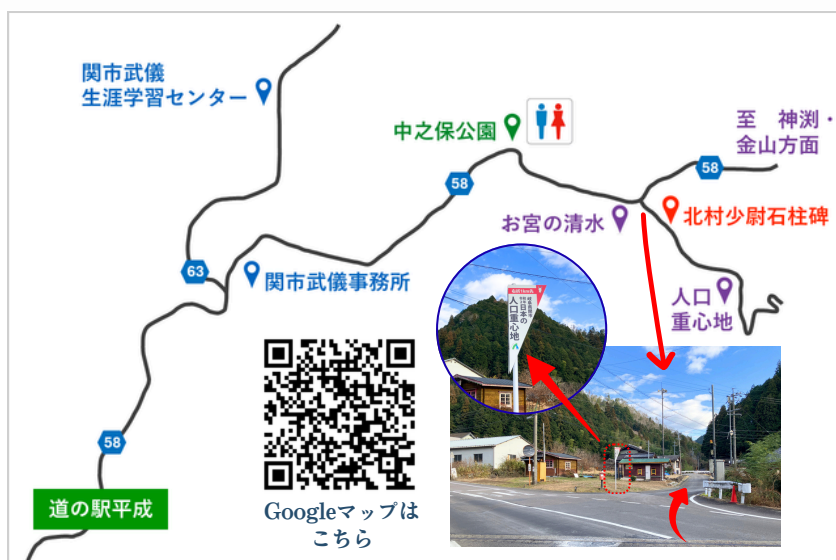 関市武儀
生涯学習センター
中之保公園
至　神渕・
金山方面
58
58
お宮の清水
北村少尉石柱碑
63
関市武儀事務所
人口
重心地
日本の
人口重心地
58
道の駅平成
Googleマップは
こちら